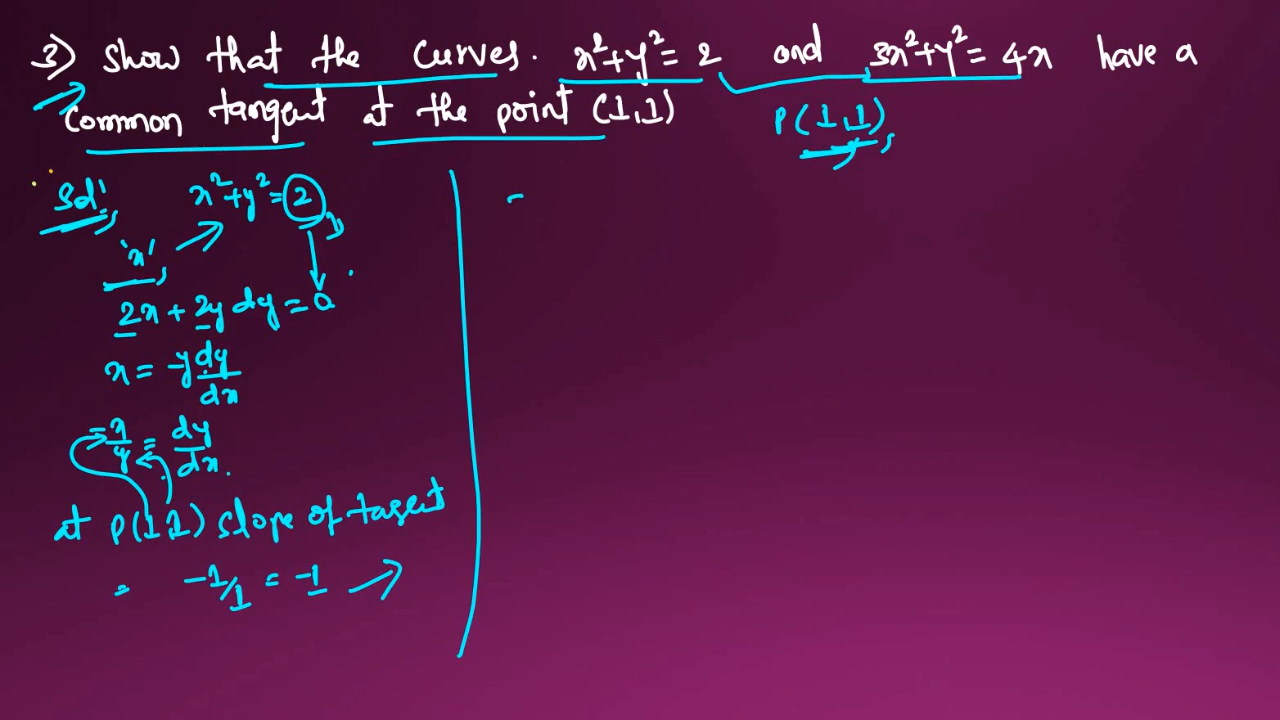 3) Show that the curves. x²+y²=2 and 3x²+y²=4x have a
common tangent at the point (1,1)
P(1,1),
Sol:, x²+y²=2
'x',
2x+2y dy=0
x = -y dy/dx
-x/y = dy/dx.
at P(1,1) slope of tagent
= -1/1 = -1